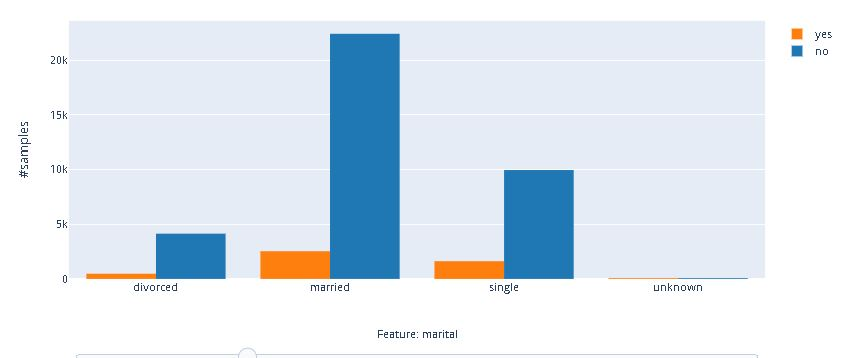 yes
no
20k
15k
10k
5k
0
#samples
divorced married single unknown
Feature: marital